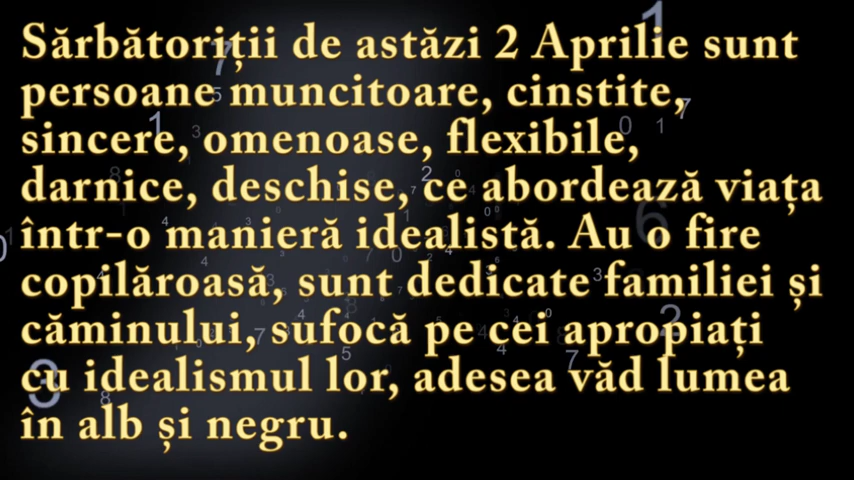 Sărbătoriții de astăzi 2 Aprilie sunt
persoane muncitoare, cinstite,
sincere, omenoase, flexibile,
darnice, deschise, ce abordează viața
într-o manieră idealistă. Au o fire
copilăroasă, sunt dedicate familiei și
căminului, sufocă pe cei apropiați
cu idealismul lor, adesea văd lumea
în alb și negru.